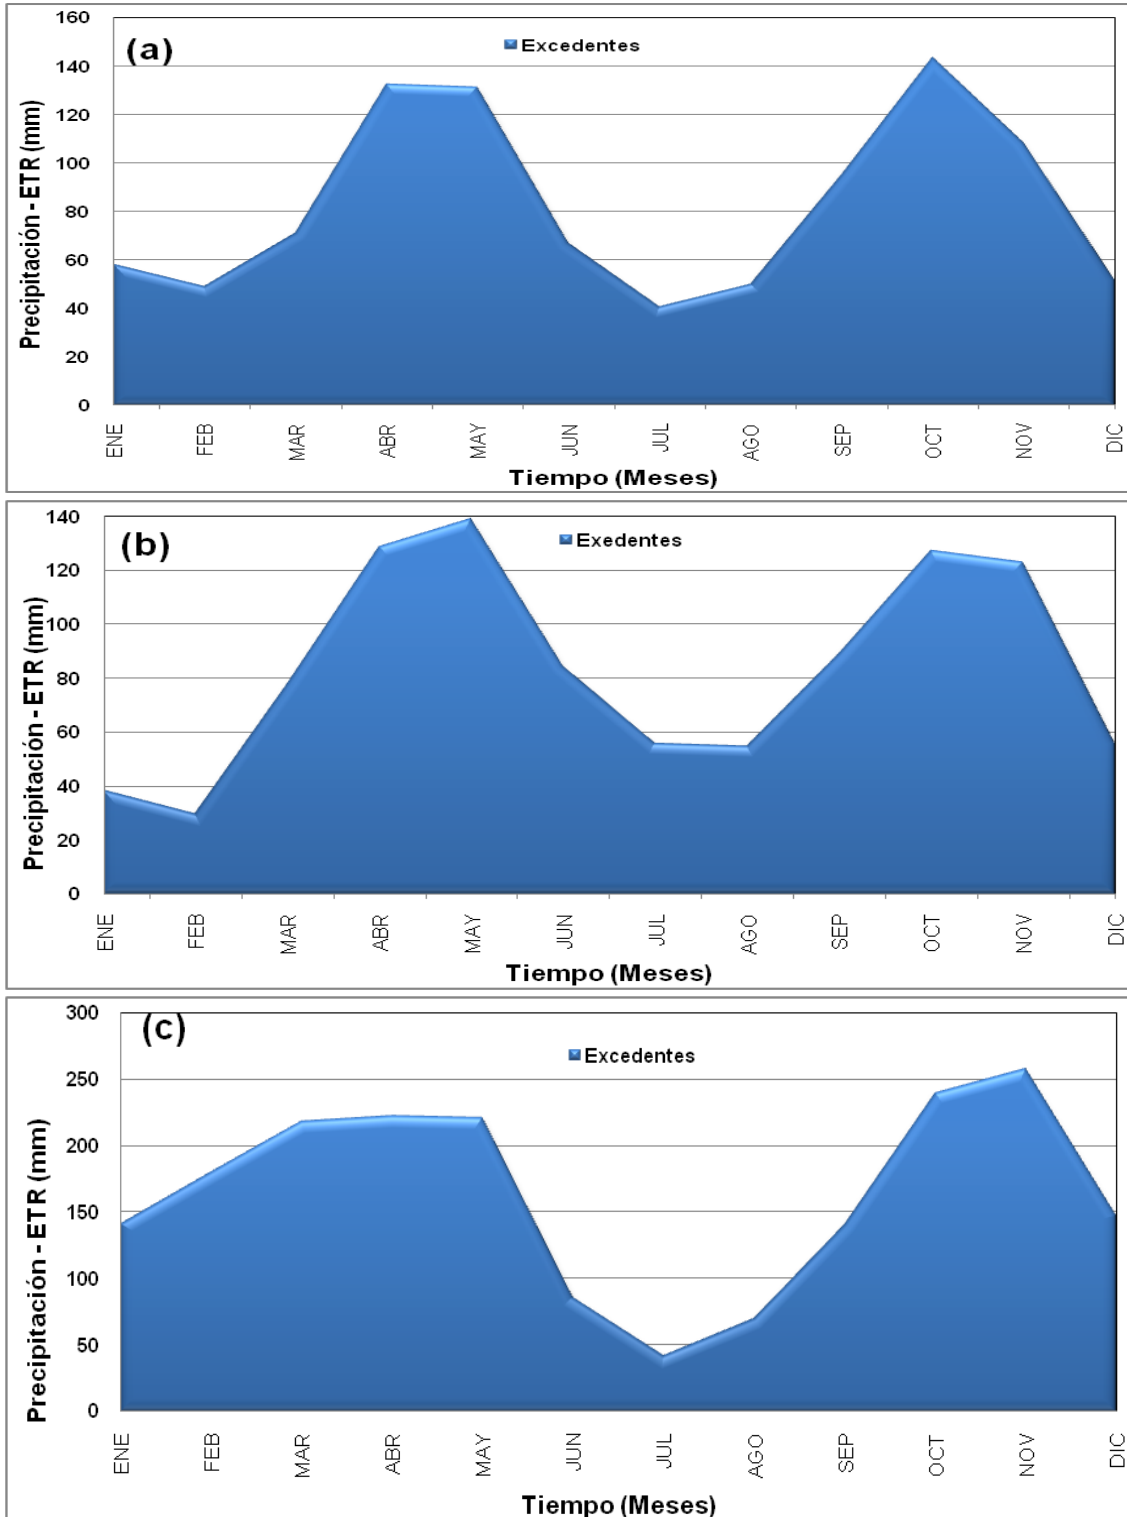 (a)
Excedentes
Precipitación - ETR (mm)
160
140
120
100
80
60
40
20
0
ENE FEB MAR ABR MAY JUN JUL AGO SEP OCT NOV DIC
Tiempo (Meses)
(b)
Exedentes
Precipitación - ETR (mm)
140
120
100
80
60
40
20
0
ENE FEB MAR ABR MAY JUN JUL AGO SEP OCT NOV DIC
Tiempo (Meses)
(c)
Excedentes
Precipitación - ETR (mm)
300
250
200
150
100
50
0
ENE FEB MAR ABR MAY JUN JUL AGO SEP OCT NOV DIC
Tiempo (Meses)